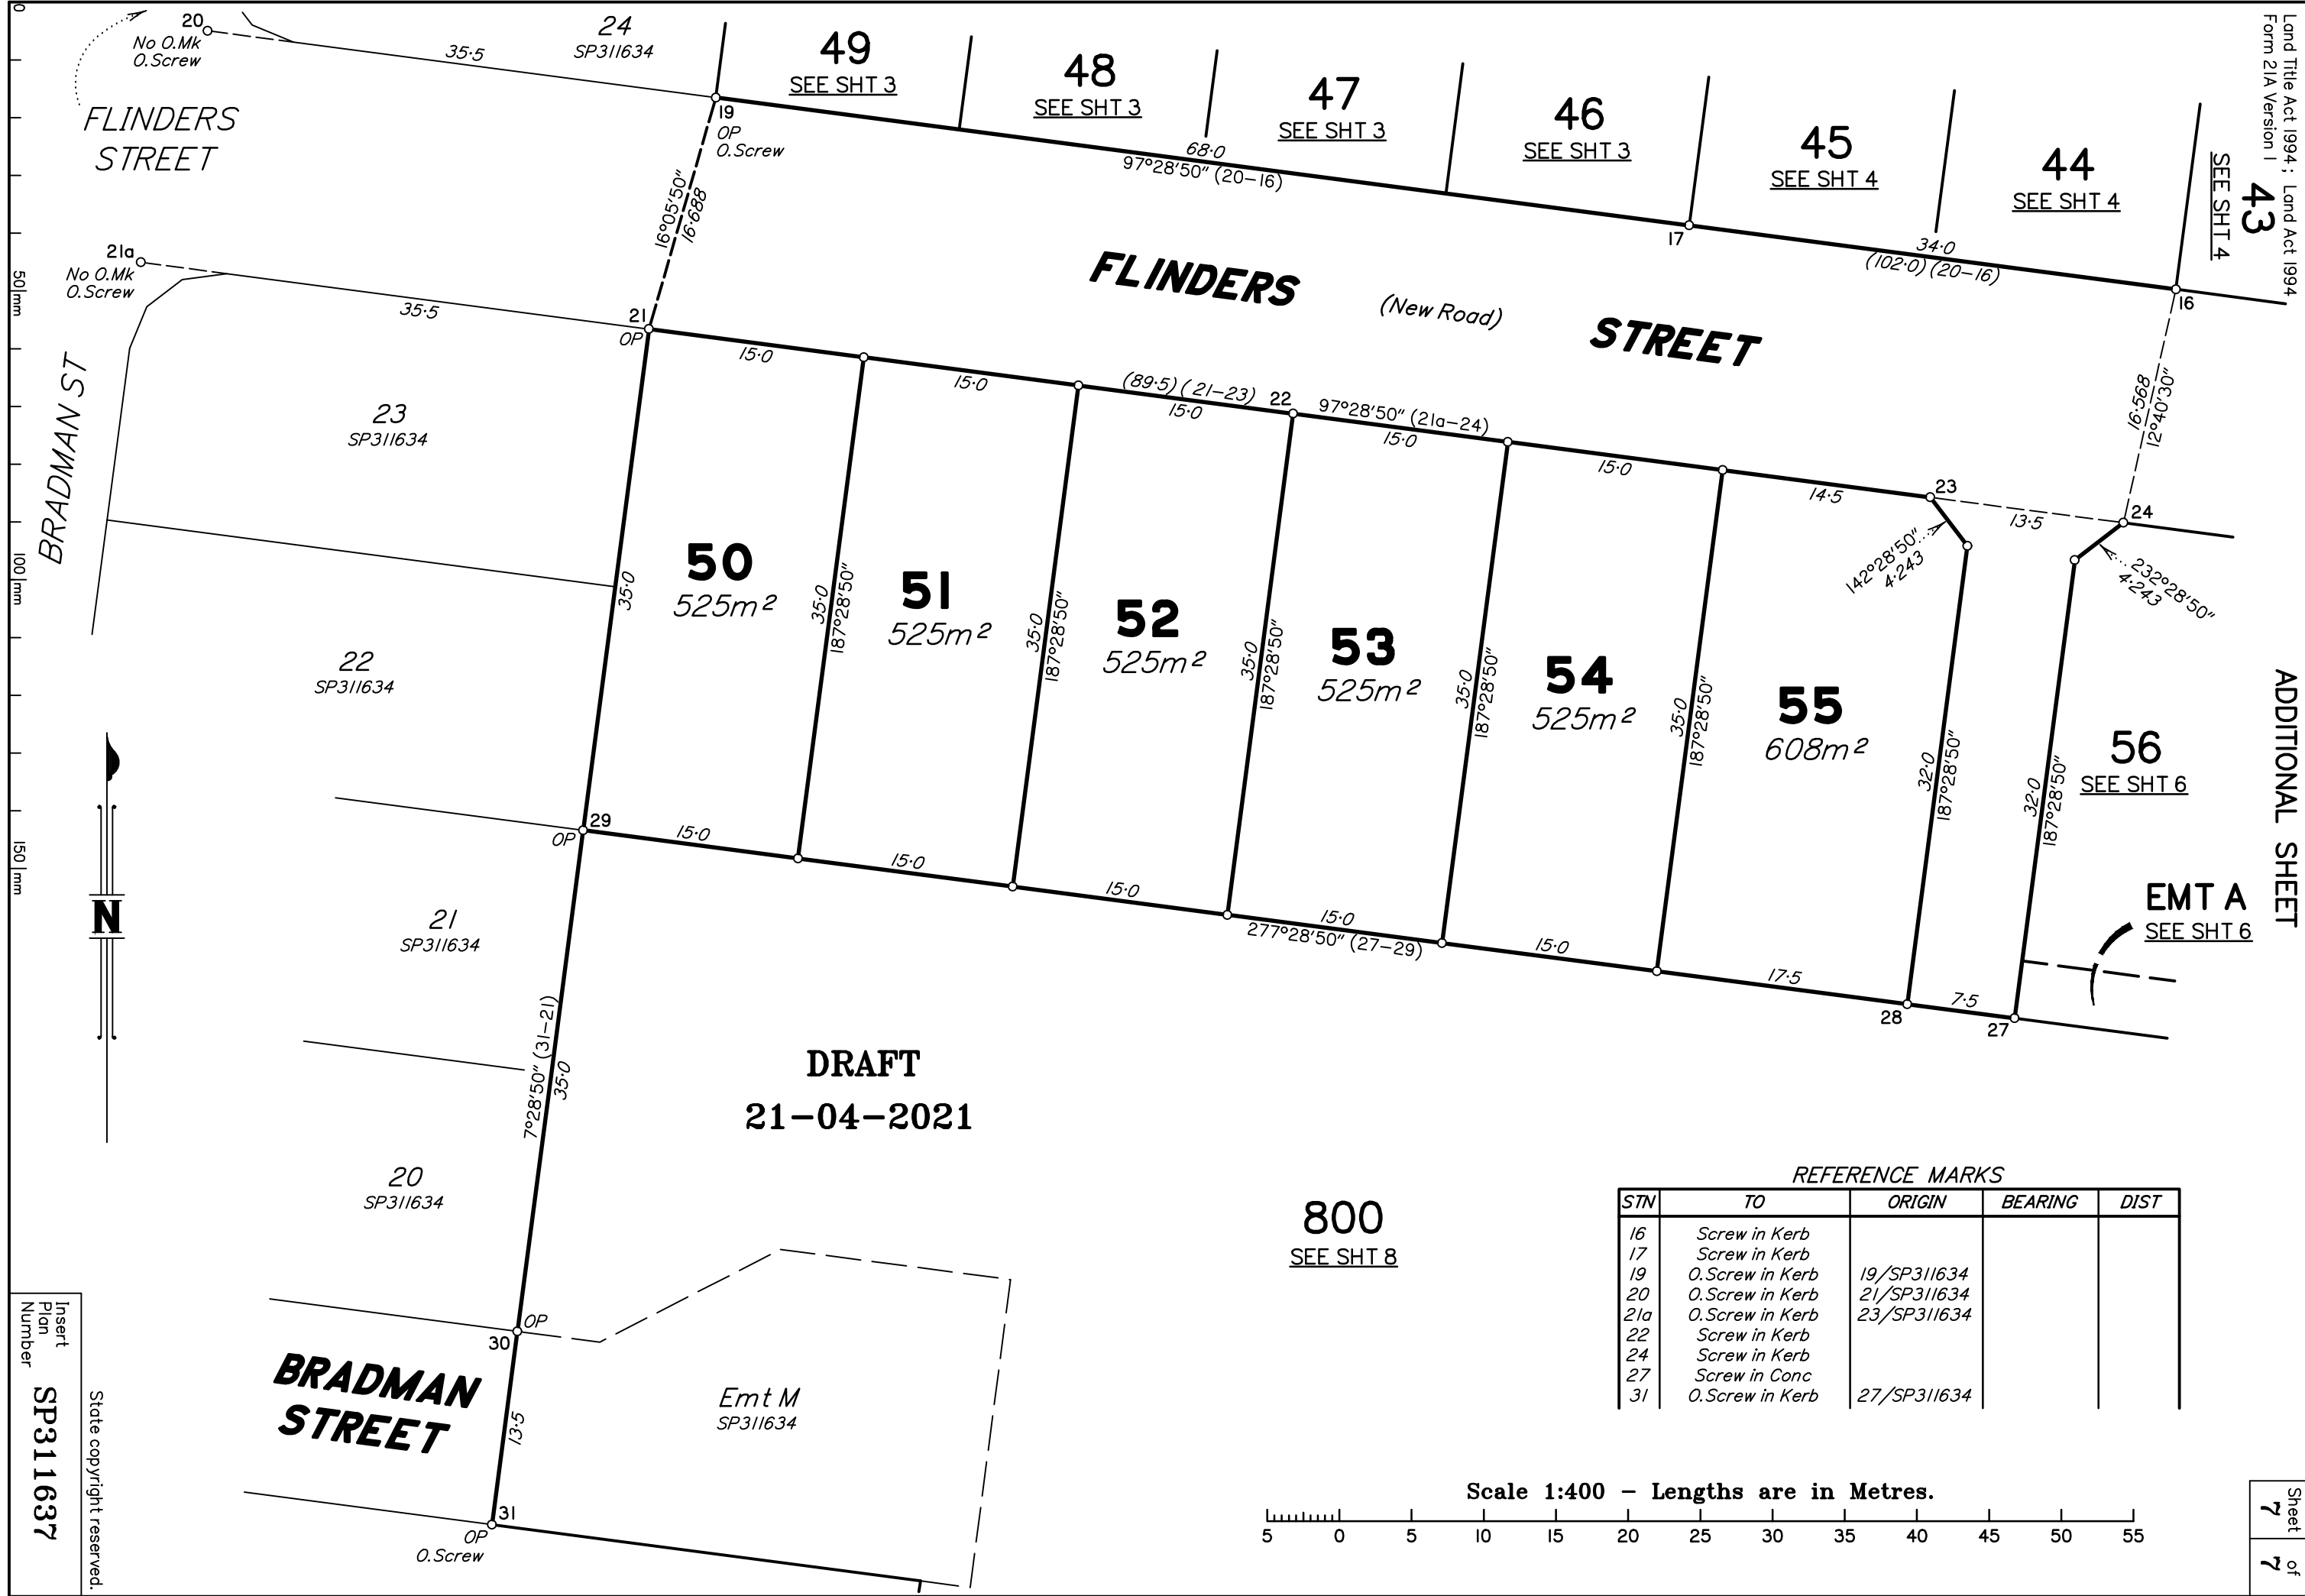 Land Title Act 1994 ; Land Act 1994
Form 21A Version 1
ADDITIONAL SHEET
Sheet 7 of 7
0
50 mm
100 mm
150 mm
20
No O.Mk
O.Screw
35·5
24
SP311634
49
SEE SHT 3
48
SEE SHT 3
47
SEE SHT 3
46
SEE SHT 3
45
SEE SHT 4
44
SEE SHT 4
43
SEE SHT 4
FLINDERS
STREET
19
OP
O.Screw
16°05'50"
16·688
68·0
97°28'50" (20–16)
17
34·0
(102·0) (20–16)
16
FLINDERS (New Road) STREET
21a
No O.Mk
O.Screw
35·5
21
OP
15·0
15·0
(89·5) (21–23)
15·0
22
97°28'50" (21a–24)
15·0
15·0
14·5
23
13·5
24
16·568
12°40'30"
142°28'50"
4·243
232°28'50"
4·243
BRADMAN ST
23
SP311634
22
SP311634
21
SP311634
20
SP311634
35·0
50
525m²
35·0
187°28'50"
51
525m²
35·0
187°28'50"
52
525m²
35·0
187°28'50"
53
525m²
35·0
187°28'50"
54
525m²
35·0
187°28'50"
55
608m²
32·0
187°28'50"
32·0
187°28'50"
56
SEE SHT 6
EMT A
SEE SHT 6
29
OP
15·0
15·0
15·0
15·0
277°28'50" (27–29)
15·0
17·5
28
7·5
27
N
7°28'50" (31–21)
35·0
DRAFT
21-04-2021
800
SEE SHT 8
30
OP
BRADMAN
STREET
13·5
Emt M
SP311634
31
OP
O.Screw
REFERENCE MARKS
STN TO ORIGIN BEARING DIST
16 Screw in Kerb
17 Screw in Kerb
19 O.Screw in Kerb 19/SP311634
20 O.Screw in Kerb 21/SP311634
21a O.Screw in Kerb 23/SP311634
22 Screw in Kerb
24 Screw in Kerb
27 Screw in Conc
31 O.Screw in Kerb 27/SP311634
Scale 1:400 – Lengths are in Metres.
5 0 5 10 15 20 25 30 35 40 45 50 55
State copyright reserved.
Insert
Plan
Number
SP311637